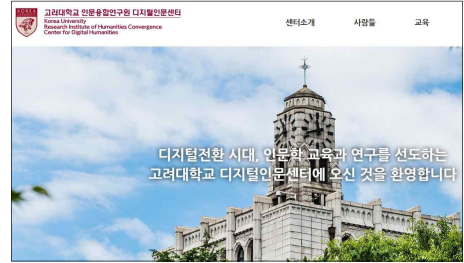 KOREA
고려대학교 인문융합연구원 디지털인문센터
Korea University
Research Institute of Humanities Convergence
Center for Digital Humanities
센터소개 사람들 교육
디지털전환 시대, 인문학 교육과 연구를 선도하는
고려대학교 디지털인문센터에 오신 것을 환영합니다